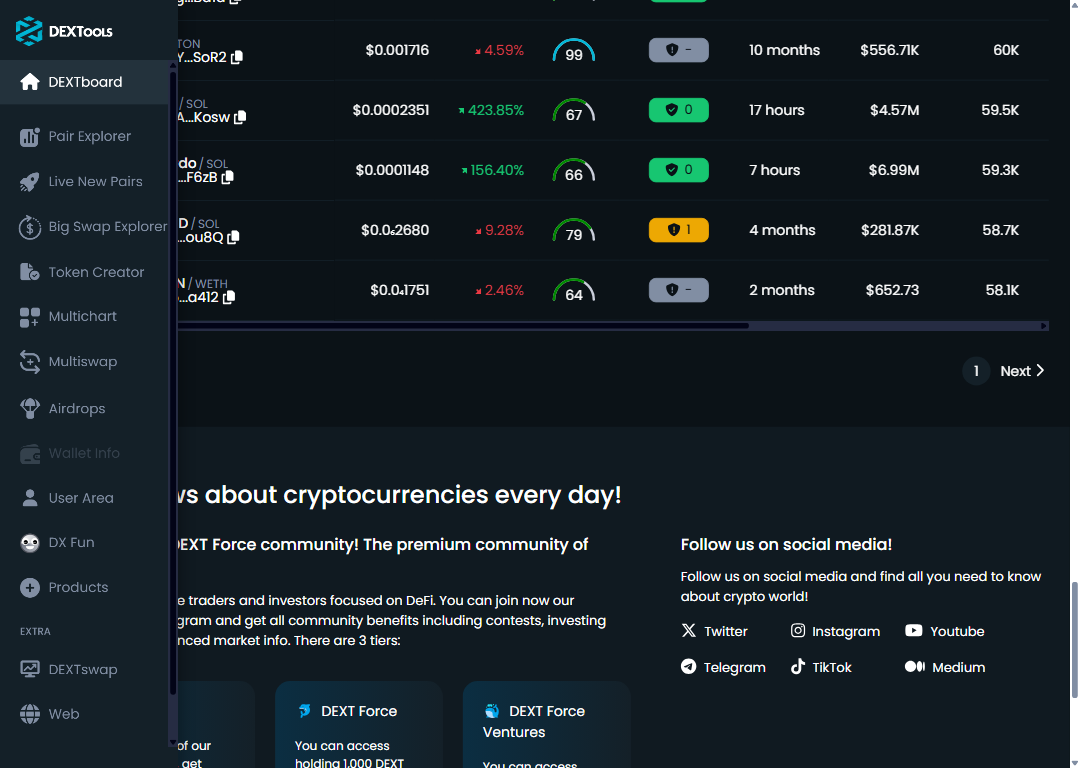 DEXTools
DEXTboard
Pair Explorer
Live New Pairs
Big Swap Explorer
Token Creator
Multichart
Multiswap
Airdrops
Wallet Info
User Area
DX Fun
Products
EXTRA
DEXTswap
Web
TON
Y...SoR2 $0.001716 4.59% 99 - 10 months $556.71K 60K
/ SOL
A...Kosw $0.0002351 423.85% 67 0 17 hours $4.57M 59.5K
do / SOL
...F6zB $0.0001148 156.40% 66 0 7 hours $6.99M 59.3K
D / SOL
...ou8Q $0.0₆2680 9.28% 79 1 4 months $281.87K 58.7K
N / WETH
...a412 $0.0₄1751 2.46% 64 - 2 months $652.73 58.1K
1 Next
ws about cryptocurrencies every day!
DEXT Force community! The premium community of
e traders and investors focused on DeFi. You can join now our
gram and get all community benefits including contests, investing
nced market info. There are 3 tiers:
of our
get
DEXT Force
You can access
holding 1,000 DEXT
DEXT Force
Ventures
You can access
Follow us on social media!
Follow us on social media and find all you need to know
about crypto world!
Twitter Instagram Youtube
Telegram TikTok Medium